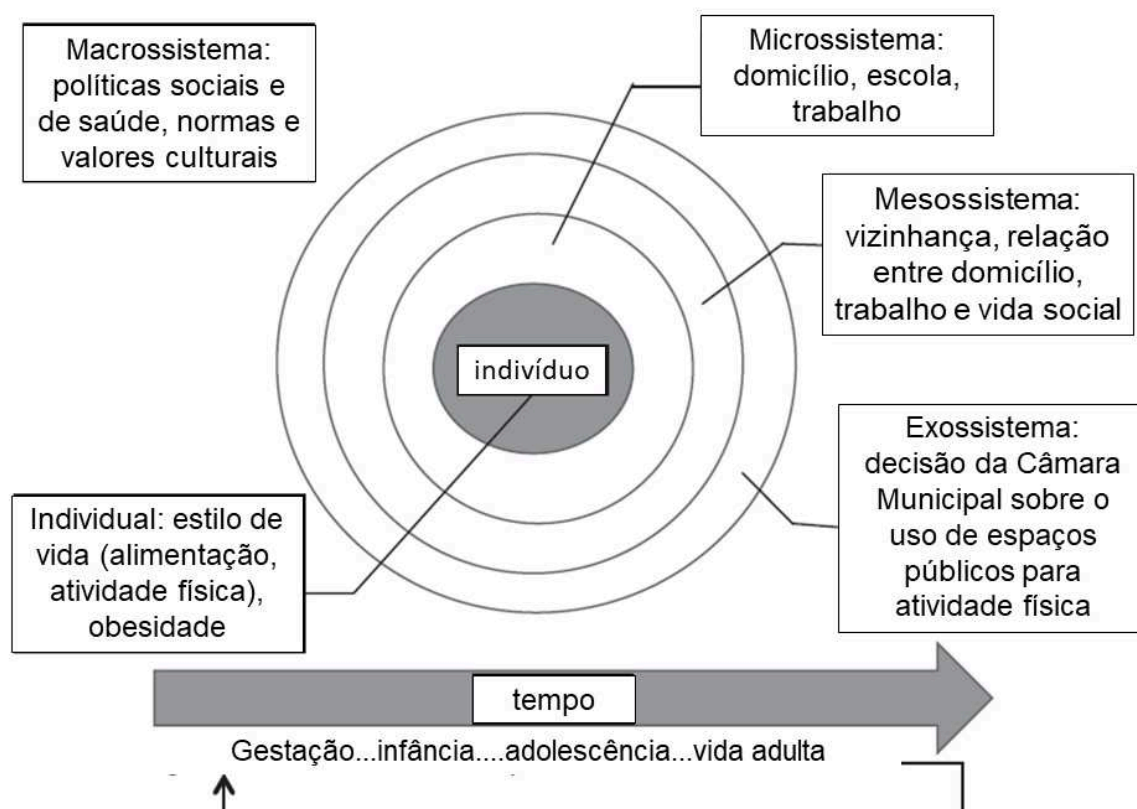 Macrossistema:
políticas sociais e
de saúde, normas e
valores culturais
Microssistema:
domicílio, escola,
trabalho
Mesossistema:
vizinhança, relação
entre domicílio,
trabalho e vida social
indivíduo
Exossistema:
decisão da Câmara
Municipal sobre o
uso de espaços
públicos para
atividade física
Individual: estilo de
vida (alimentação,
atividade física),
obesidade
tempo
Gestação...infância....adolescência...vida adulta